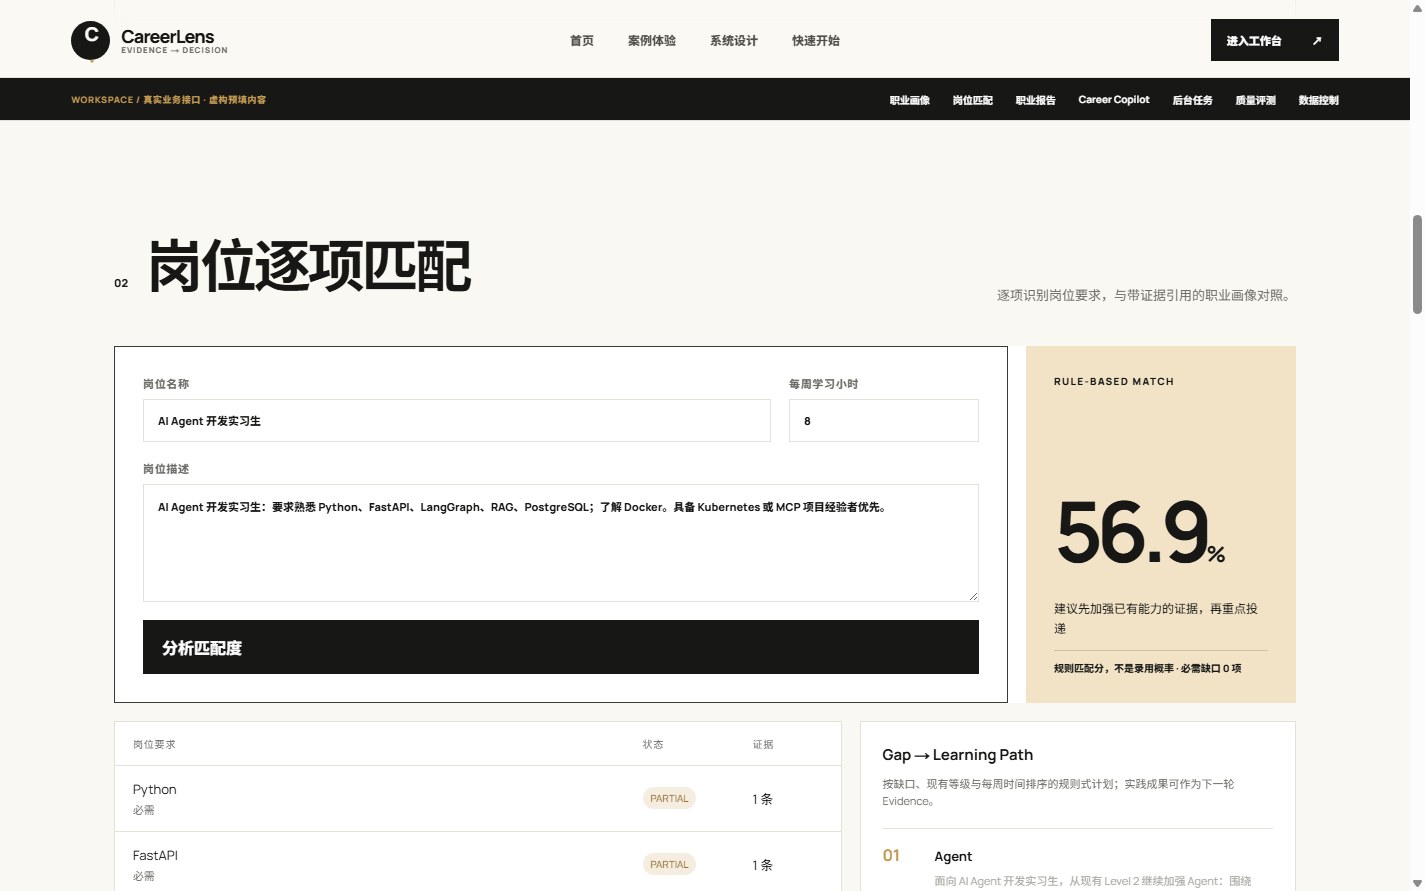 C
CareerLens
EVIDENCE → DECISION
首页
案例体验
系统设计
快速开始
进入工作台 ↗
WORKSPACE / 真实业务接口 · 虚构预填内容
职业画像
岗位匹配
职业报告
Career Copilot
后台任务
质量评测
数据控制
02
岗位逐项匹配
逐项识别岗位要求，与带证据引用的职业画像对照。
岗位名称
AI Agent 开发实习生
每周学习小时
8
岗位描述
AI Agent 开发实习生：要求熟悉 Python、FastAPI、LangGraph、RAG、PostgreSQL；了解 Docker。具备 Kubernetes 或 MCP 项目经验者优先。
分析匹配度
RULE-BASED MATCH
56.9%
建议先加强已有能力的证据，再重点投
递
规则匹配分，不是录用概率 · 必需缺口 0 项
岗位要求 状态 证据
Python
必需
PARTIAL
1 条
FastAPI
必需
PARTIAL
1 条
Gap → Learning Path
按缺口、现有等级与每周时间排序的规则式计划；实践成果可作为下一轮
Evidence。
01
Agent
面向 AI Agent 开发实习生，从现有 Level 2 继续加强 Agent：围绕